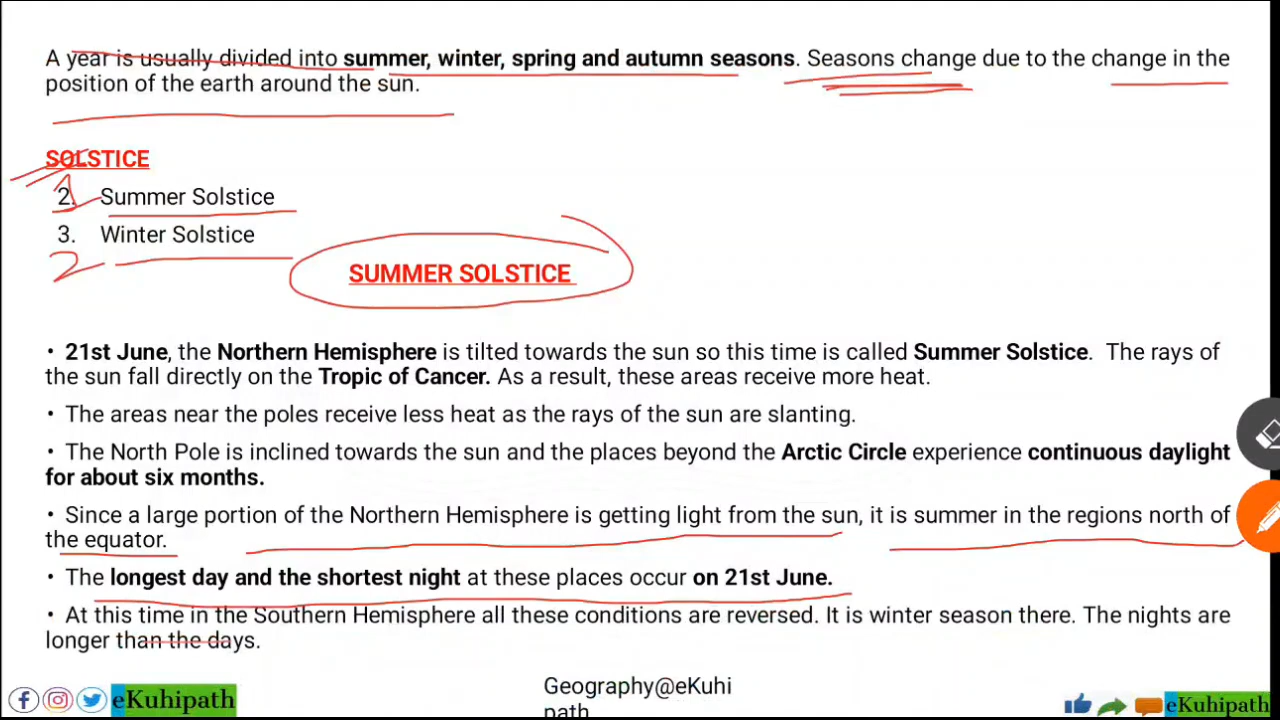 A year is usually divided into summer, winter, spring and autumn seasons. Seasons change due to the change in the
position of the earth around the sun.
SOLSTICE
1
2. Summer Solstice
3. Winter Solstice
2
SUMMER SOLSTICE
• 21st June, the Northern Hemisphere is tilted towards the sun so this time is called Summer Solstice. The rays of
the sun fall directly on the Tropic of Cancer. As a result, these areas receive more heat.
• The areas near the poles receive less heat as the rays of the sun are slanting.
• The North Pole is inclined towards the sun and the places beyond the Arctic Circle experience continuous daylight
for about six months.
• Since a large portion of the Northern Hemisphere is getting light from the sun, it is summer in the regions north of
the equator.
• The longest day and the shortest night at these places occur on 21st June.
• At this time in the Southern Hemisphere all these conditions are reversed. It is winter season there. The nights are
longer than the days.
Geography@eKuhi
path
eKuhipath
eKuhipath